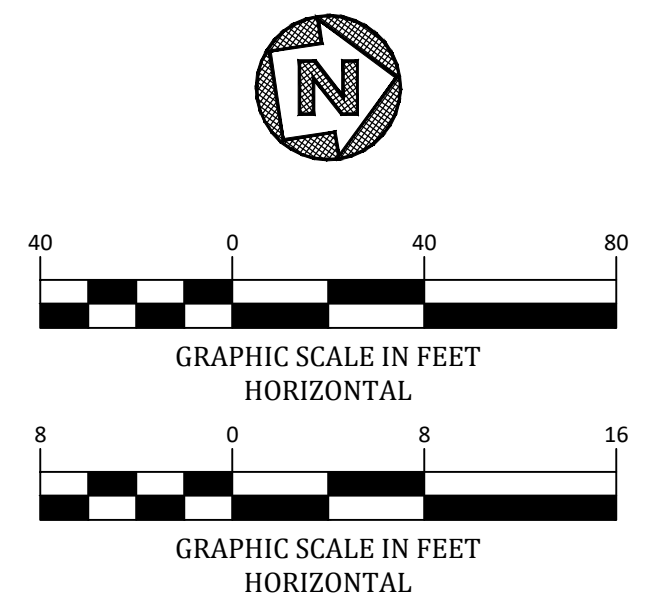 N
40 0 40 80
GRAPHIC SCALE IN FEET
HORIZONTAL
8 0 8 16
GRAPHIC SCALE IN FEET
HORIZONTAL